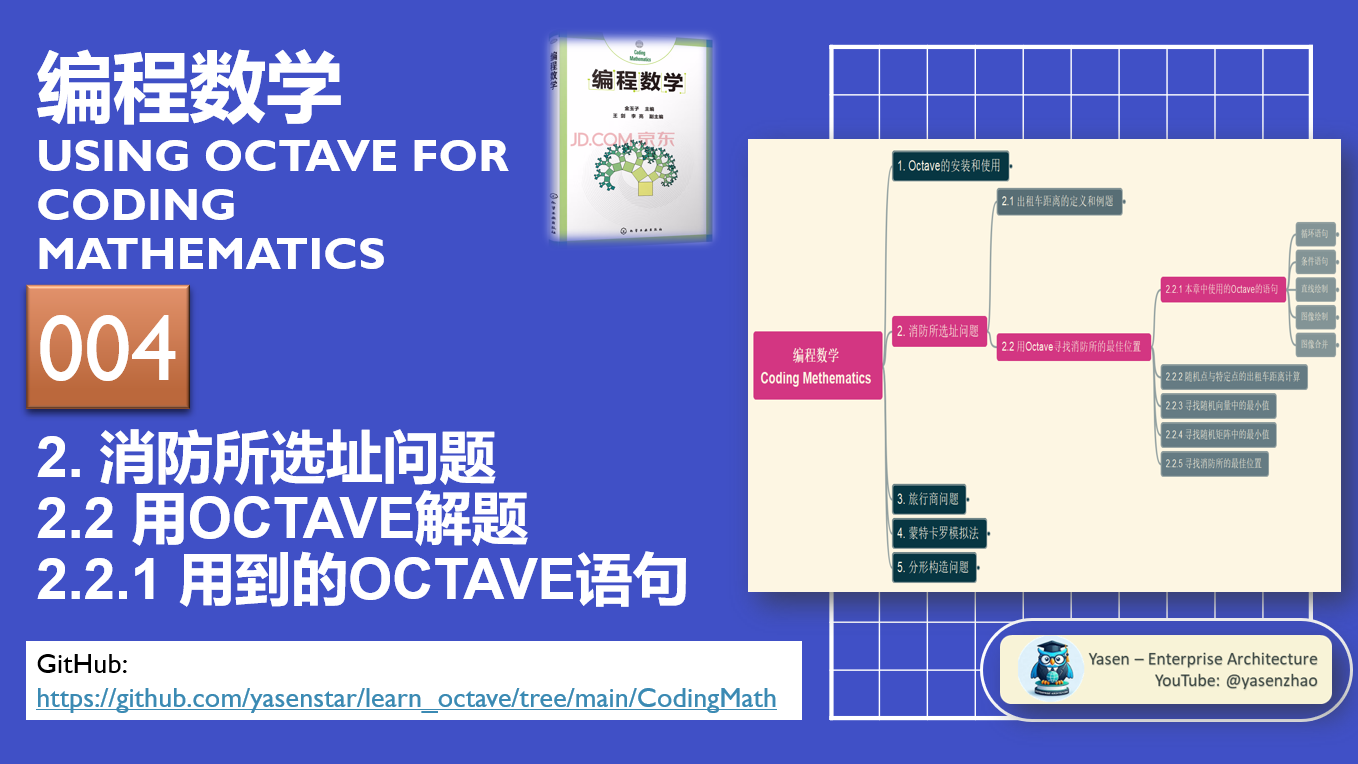 编程数学
USING OCTAVE FOR
CODING
MATHEMATICS
004
2. 消防所选址问题
2.2 用OCTAVE解题
2.2.1 用到的OCTAVE语句
GitHub:
https://github.com/yasenstar/learn_octave/tree/main/CodingMath
编程数学
Coding
Mathematics
编程数学
主编
副主编
JD.COM 京东
编程数学
Coding Methematics
1. Octave的安装和使用
2. 消防所选址问题
2.1 出租车距离的定义和例题
2.2 用Octave寻找消防所的最佳位置
2.2.1 本章中使用的Octave的语句
循环语句
条件语句
直线绘制
图像绘制
图像合并
2.2.2 随机点与特定点的出租车距离计算
2.2.3 寻找随机向量中的最小值
2.2.4 寻找随机矩阵中的最小值
2.2.5 寻找消防所的最佳位置
3. 旅行商问题
4. 蒙特卡罗模拟法
5. 分形构造问题
Yasen – Enterprise Architecture
YouTube: @yasenzhao